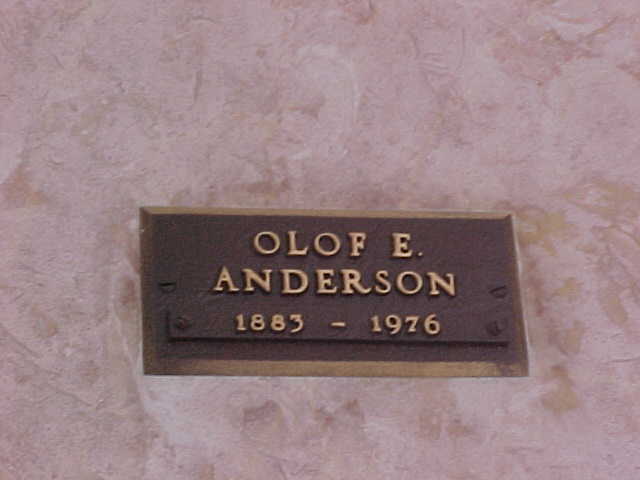 OLOF E.
ANDERSON
1883 – 1976